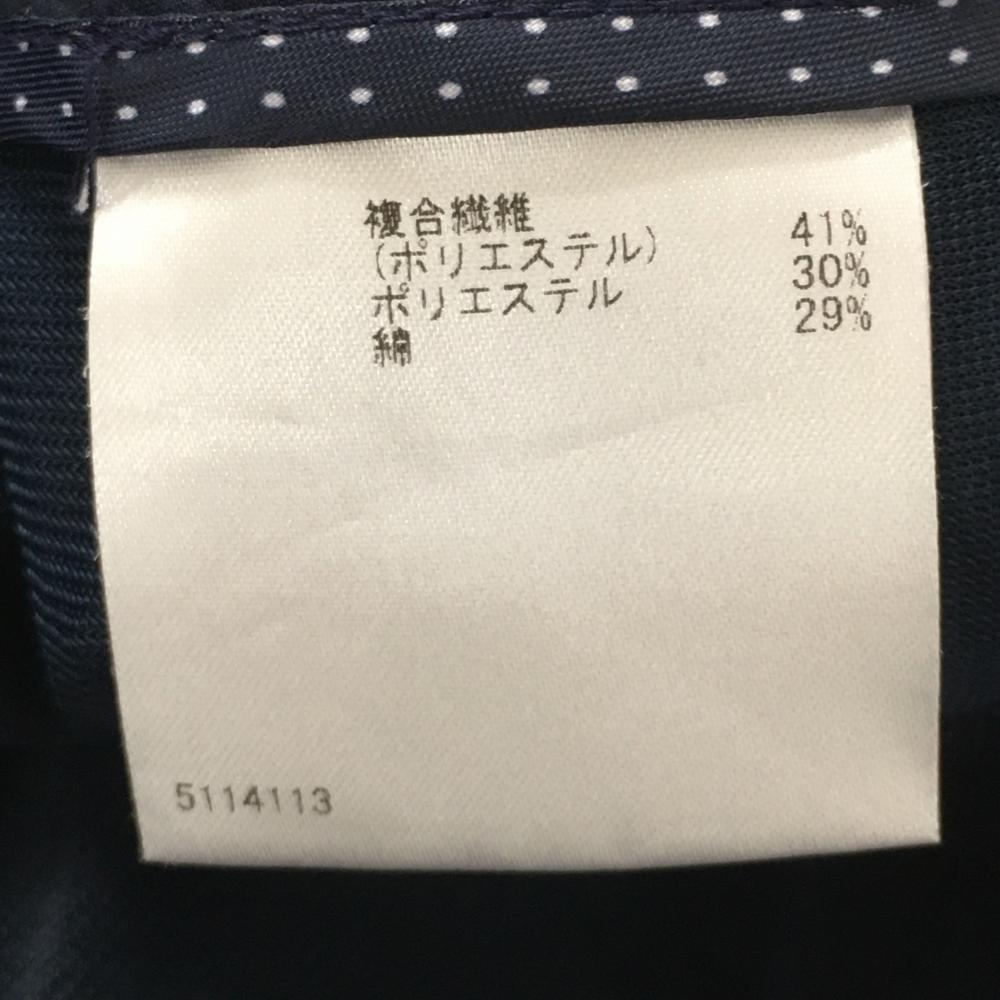 複合繊維
(ポリエステル) 41%
ポリエステル 30%
綿 29%
5114113